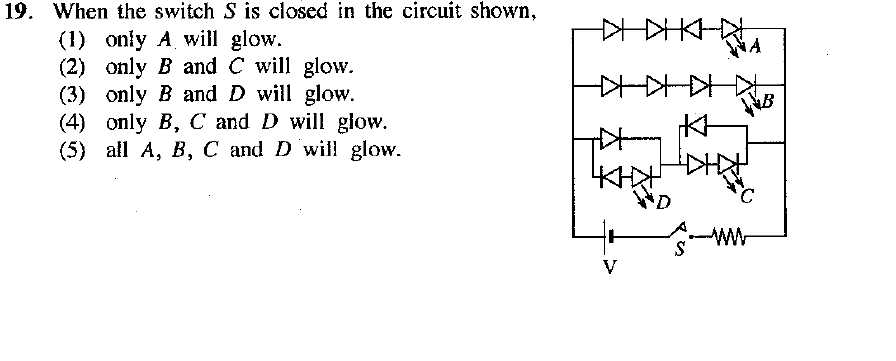 19. When the switch S is closed in the circuit shown,
(1) only A will glow.
(2) only B and C will glow.
(3) only B and D will glow.
(4) only B, C and D will glow.
(5) all A, B, C and D will glow.
A
B
C
D
S
V